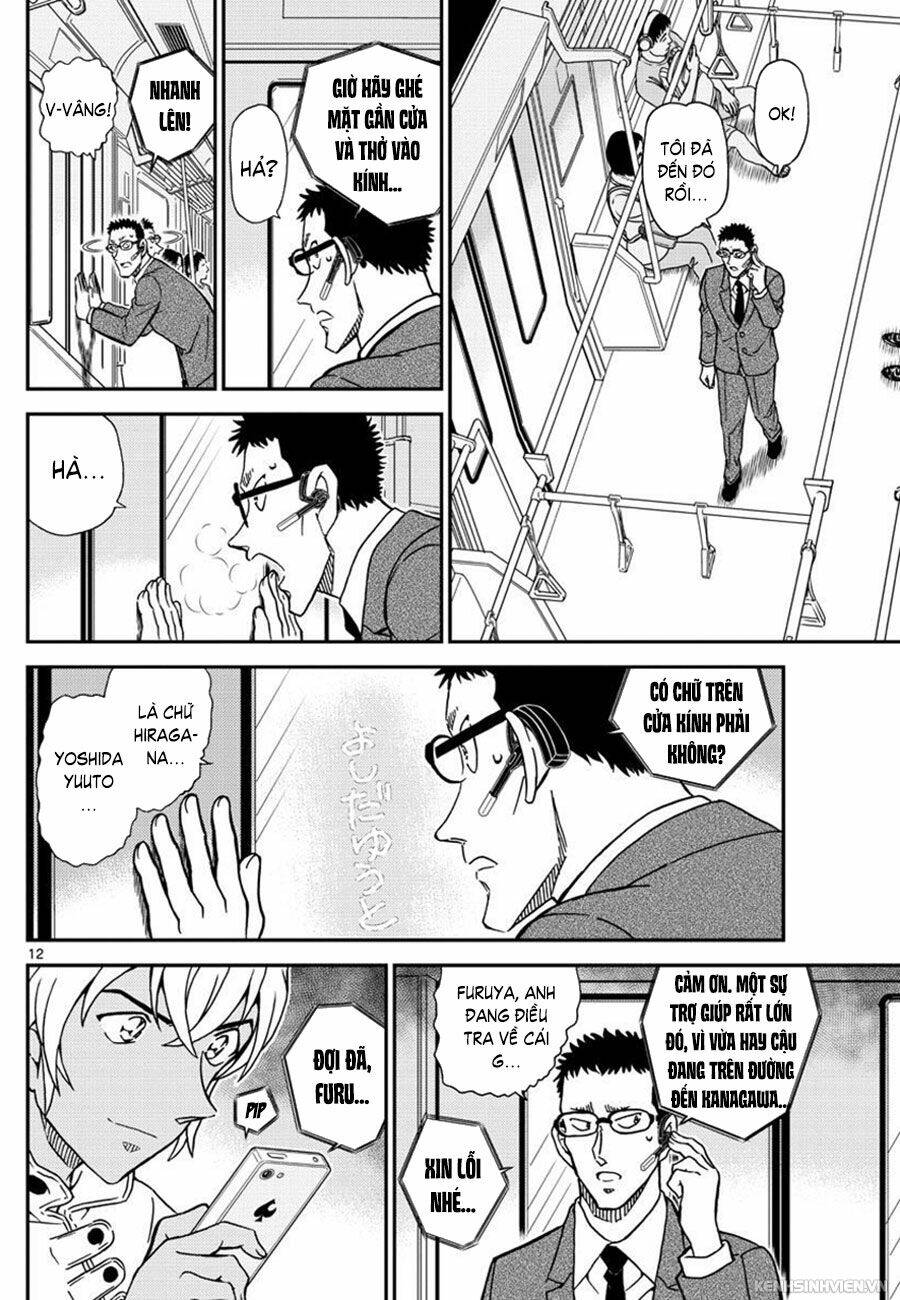 OK!
TÔI ĐÃ
ĐẾN ĐÓ
RỒI...
GIỜ HÃY GHÉ
MẶT GẦN CỬA
VÀ THỞ VÀO
KÍNH...
HẢ?
NHANH
LÊN!
V-VÂNG!
HÀ...
CÓ CHỮ TRÊN
CỬA KÍNH PHẢI
KHÔNG?
よしだゆうと
LÀ CHỮ
HIRAGA-
NA...
YOSHIDA
YUUTO
...
12
CẢM ƠN. MỘT SỰ
TRỢ GIÚP RẤT LỚN
ĐÓ, VÌ VỪA HAY CẬU
ĐANG TRÊN ĐƯỜNG
ĐẾN KANAGAWA..
FURUYA, ANH
ĐANG ĐIỀU
TRA VỀ CÁI
G...
XIN LỖI
NHÉ.
ĐỢI ĐÃ,
FURU...
PIP
KENHSINHVIEN.VN